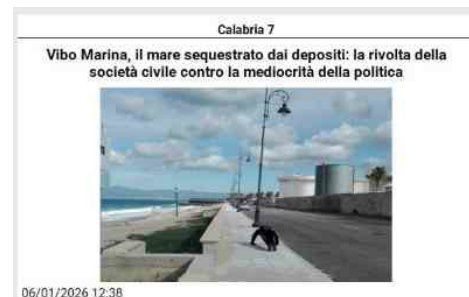 Calabria 7
Vibo Marina, il mare sequestrato dai depositi: la rivolta della
società civile contro la mediocrità della politica
06/01/2026 12:38